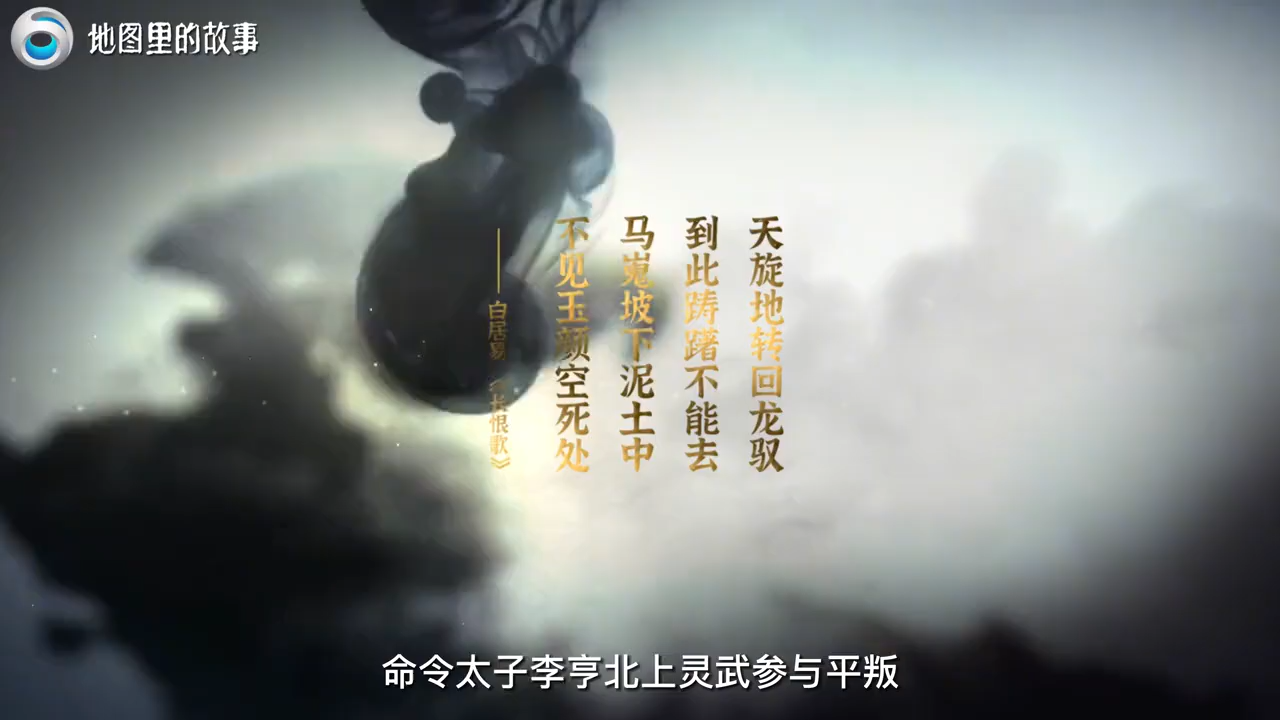 地图里的故事
天旋地转回龙驭
到此踌躇不能去
马嵬坡下泥土中
不见玉颜空死处
——白居易《长恨歌》
命令太子李亨北上灵武参与平叛